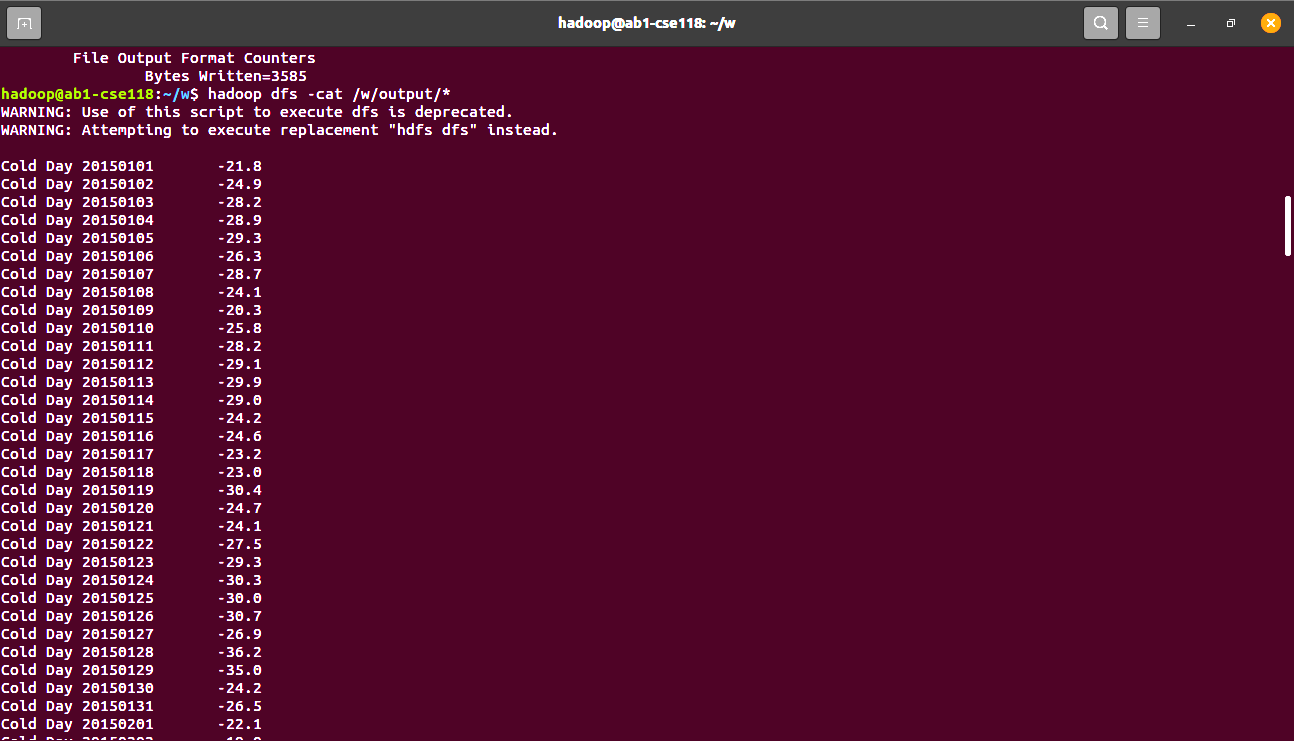 hadoop@ab1-cse118: ~/w
File Output Format Counters
Bytes Written=3585
hadoop@ab1-cse118:~/w$ hadoop dfs -cat /w/output/*
WARNING: Use of this script to execute dfs is deprecated.
WARNING: Attempting to execute replacement "hdfs dfs" instead.
Cold Day 20150101 -21.8
Cold Day 20150102 -24.9
Cold Day 20150103 -28.2
Cold Day 20150104 -28.9
Cold Day 20150105 -29.3
Cold Day 20150106 -26.3
Cold Day 20150107 -28.7
Cold Day 20150108 -24.1
Cold Day 20150109 -20.3
Cold Day 20150110 -25.8
Cold Day 20150111 -28.2
Cold Day 20150112 -29.1
Cold Day 20150113 -29.9
Cold Day 20150114 -29.0
Cold Day 20150115 -24.2
Cold Day 20150116 -24.6
Cold Day 20150117 -23.2
Cold Day 20150118 -23.0
Cold Day 20150119 -30.4
Cold Day 20150120 -24.7
Cold Day 20150121 -24.1
Cold Day 20150122 -27.5
Cold Day 20150123 -29.3
Cold Day 20150124 -30.3
Cold Day 20150125 -30.0
Cold Day 20150126 -30.7
Cold Day 20150127 -26.9
Cold Day 20150128 -36.2
Cold Day 20150129 -35.0
Cold Day 20150130 -24.2
Cold Day 20150131 -26.5
Cold Day 20150201 -22.1
Cold Day